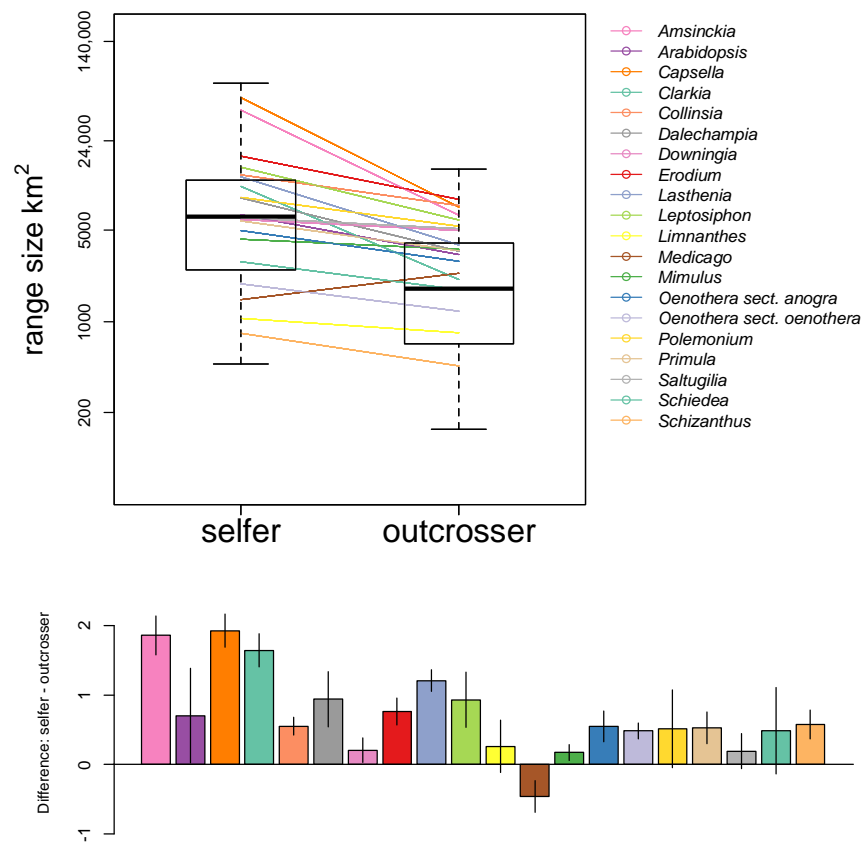 range size km²
140,000
24,000
5000
1000
200
selfer
outcrosser
Amsinckia
Arabidopsis
Capsella
Clarkia
Collinsia
Dalechampia
Downingia
Erodium
Lasthenia
Leptosiphon
Limnanthes
Medicago
Mimulus
Oenothera sect. anogra
Oenothera sect. oenothera
Polemonium
Primula
Saltugilia
Schiedea
Schizanthus
Difference: selfer - outcrosser
2
1
0
-1